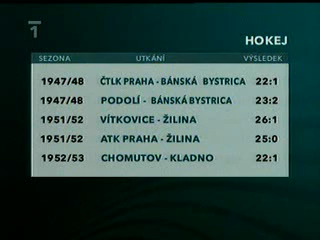 1
HOKEJ
SEZONA UTKÁNÍ VÝSLEDEK
1947/48 ČTLK PRAHA - BÁNSKÁ BYSTRICA 22:1
1947/48 PODOLÍ - BÁNSKÁ BYSTRICA 23:2
1951/52 VÍTKOVICE - ŽILINA 26:1
1951/52 ATK PRAHA - ŽILINA 25:0
1952/53 CHOMUTOV - KLADNO 22:1